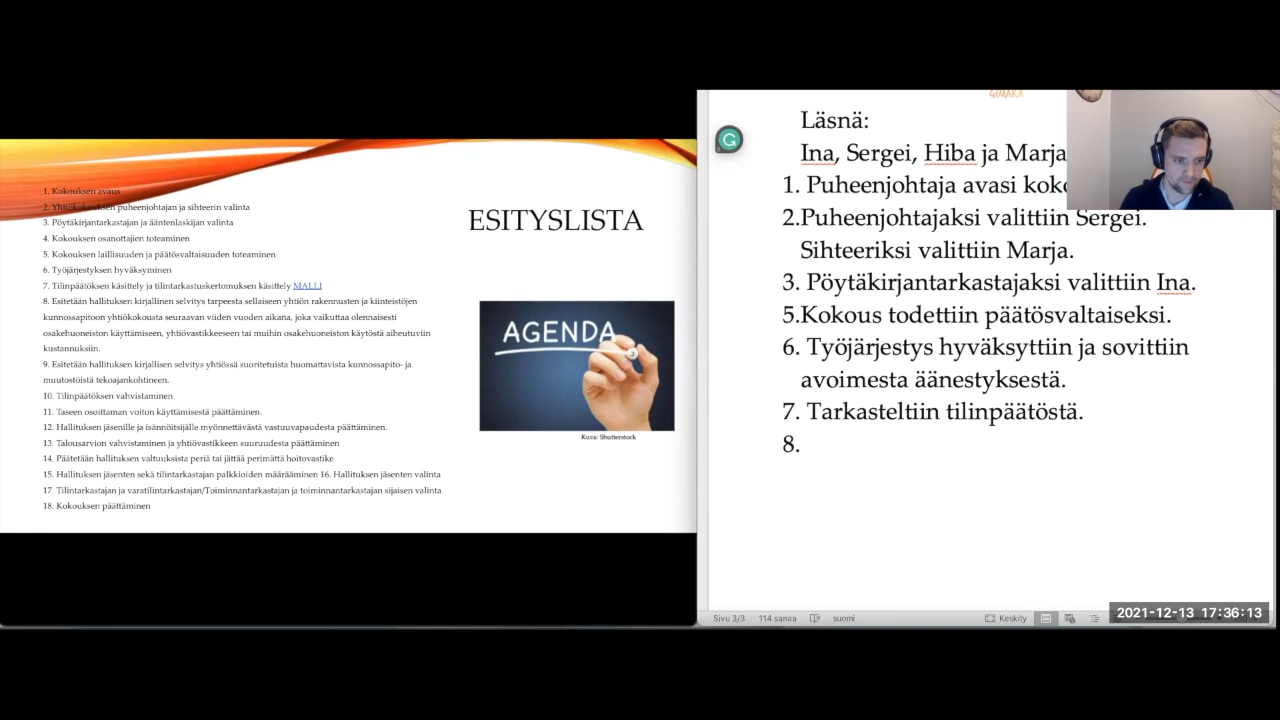 1. Kokouksen avaus
2. Yhtiökokouksen puheenjohtajan ja sihteerin valinta
3. Pöytäkirjantarkastajan ja ääntenlaskijan valinta
4. Kokouksen osanottajien toteaminen
5. Kokouksen laillisuuden ja päätösvaltaisuuden toteaminen
6. Työjärjestyksen hyväksyminen
7. Tilinpäätöksen käsittely ja tilintarkastuskertomuksen käsittely MALLI
8. Esitetään hallituksen kirjallinen selvitys tarpeesta sellaiseen yhtiön rakennusten ja kiinteistöjen
kunnossapitoon yhtiökokousta seuraavan viiden vuoden aikana, joka vaikuttaa olennaisesti
osakehuoneiston käyttämiseen, yhtiövastikkeeseen tai muihin osakehuoneiston käytöstä aiheutuviin
kustannuksiin.
9. Esitetään hallituksen kirjallisen selvitys yhtiössä suoritetuista huomattavista kunnossapito- ja
muutostöistä tekoajankohtineen.
10. Tilinpäätöksen vahvistaminen
11. Taseen osoittaman voiton käyttämisestä päättäminen.
12. Hallituksen jäsenille ja isännöitsijälle myönnettävästä vastuuvapaudesta päättäminen.
13. Talousarvion vahvistaminen ja yhtiövastikkeen suuruudesta päättäminen
14. Päätetään hallituksen valtuuksista periä tai jättää perimättä hoitovastike
15. Hallituksen jäsenten sekä tilintarkastajan palkkioiden määrääminen 16. Hallituksen jäsenten valinta
17. Tilintarkastajan ja varatilintarkastajan/Toiminnantarkastajan ja toiminnantarkastajan sijaisen valinta
18. Kokouksen päättäminen
ESITYSLISTA
AGENDA
Kuva: Shutterstock
Läsnä:
Ina, Sergei, Hiba ja Marja
1. Puheenjohtaja avasi
2.Puheenjohtajaksi valittiin Sergei.
Sihteeriksi valittiin Marja.
3. Pöytäkirjantarkastajaksi valittiin Ina.
5.Kokous todettiin päätösvaltaiseksi.
6. Työjärjestys hyväksyttiin ja sovittiin
avoimesta äänestyksestä.
7. Tarkasteltiin tilinpäätöstä.
8.
Sivu 3/3 114 sanaa suomi Keskity
2021-12-13 17:36:13